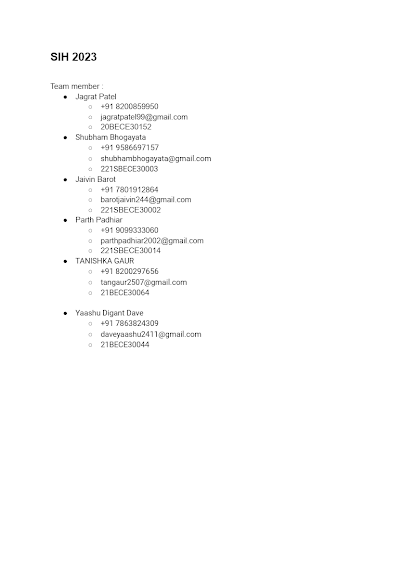 SIH 2023
Team member :
● Jagrat Patel
○ +91 8200859950
○ jagratpatel99@gmail.com
○ 20BECE30152
● Shubham Bhogayata
○ +91 9586697157
○ shubhambhogayata@gmail.com
○ 221SBECE30003
● Jaivin Barot
○ +91 7801912864
○ barotjaivin244@gmail.com
○ 221SBECE30002
● Parth Padhiar
○ +91 9099333060
○ parthpadhiar2002@gmail.com
○ 221SBECE30014
● TANISHKA GAUR
○ +91 8200297656
○ tangaur2507@gmail.com
○ 21BECE30064
● Yaashu Digant Dave
○ +91 7863824309
○ daveyaashu2411@gmail.com
○ 21BECE30044